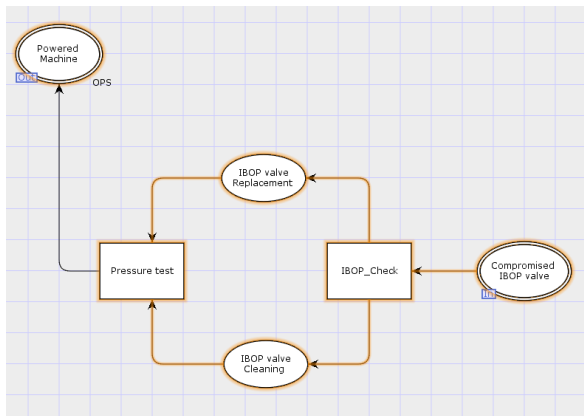 Powered
Machine
Out
OPS
IBOP valve
Replacement
Pressure test
IBOP_Check
Compromised
IBOP valve
In
IBOP valve
Cleaning